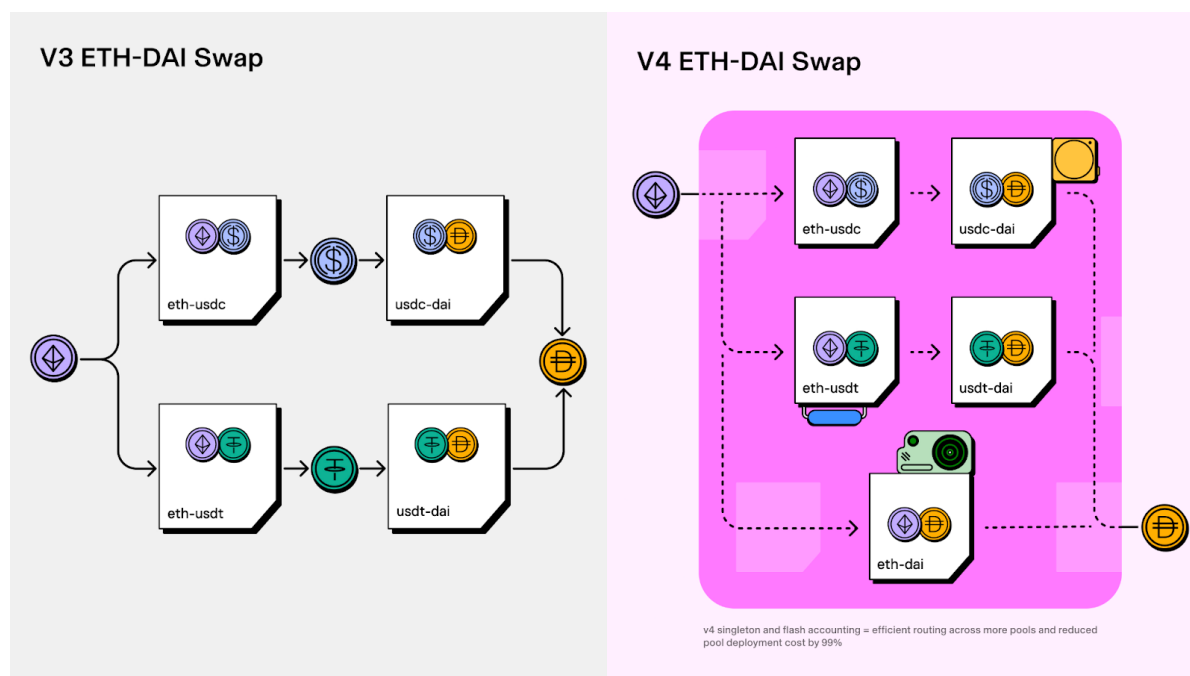 V3 ETH-DAI Swap
eth-usdc
usdc-dai
eth-usdt
usdt-dai
V4 ETH-DAI Swap
eth-usdc
usdc-dai
eth-usdt
usdt-dai
eth-dai
v4 singleton and flash accounting = efficient routing across more pools and reduced
pool deployment cost by 99%